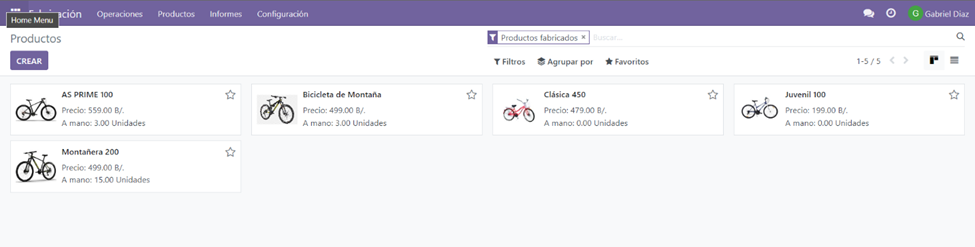 Fabricación Operaciones Productos Informes Configuración G Gabriel Diaz
Home Menu
Productos Productos fabricados × Buscar...
CREAR Filtros Agrupar por Favoritos 1-5 / 5
AS PRIME 100
Precio: 559.00 B/.
A mano: 3.00 Unidades
Bicicleta de Montaña
Precio: 499.00 B/.
A mano: 3.00 Unidades
Clásica 450
Precio: 479.00 B/.
A mano: 0.00 Unidades
Juvenil 100
Precio: 199.00 B/.
A mano: 0.00 Unidades
Montañera 200
Precio: 499.00 B/.
A mano: 15.00 Unidades